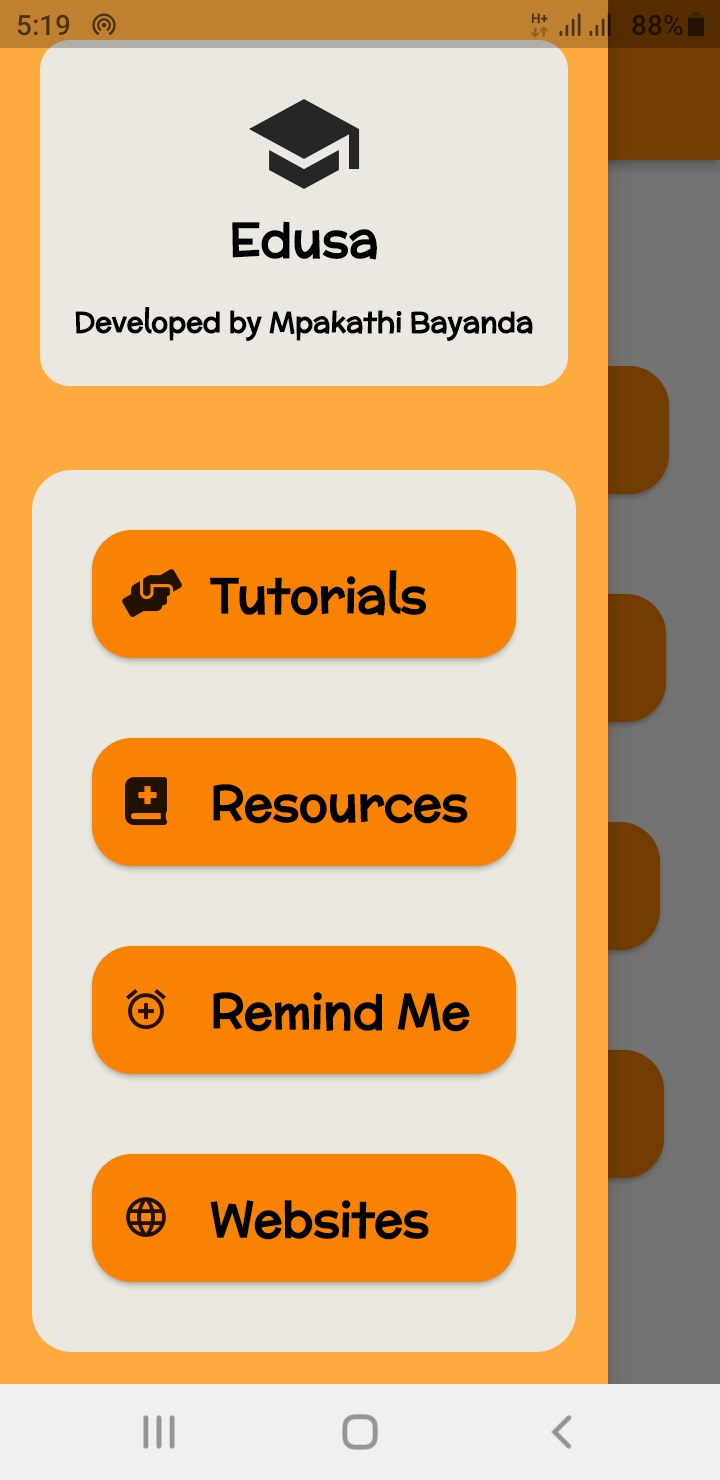 5:19 H+ 88%
Edusa
Developed by Mpakathi Bayanda
Tutorials
Resources
Remind Me
Websites